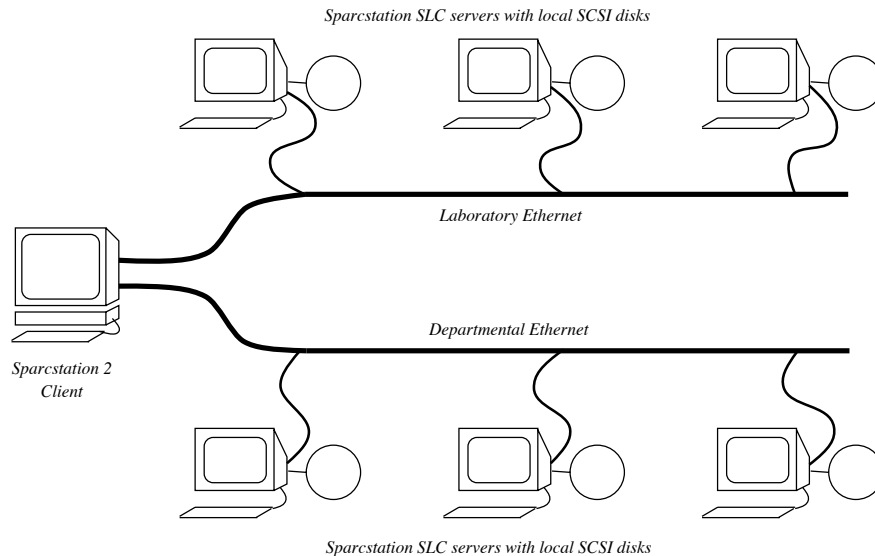 Sparcstation SLC servers with local SCSI disks
Laboratory Ethernet
Departmental Ethernet
Sparcstation 2
Client
Sparcstation SLC servers with local SCSI disks